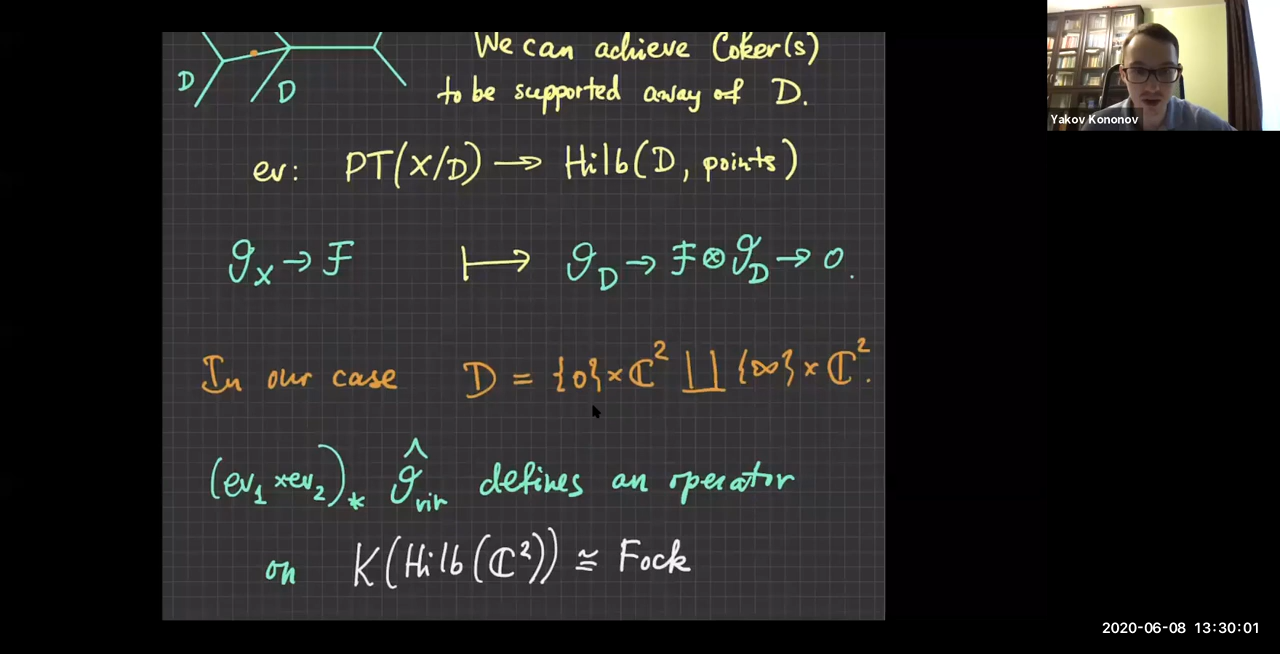 We can achieve Coker(s)
to be supported away of D.
D
D
ev: PT(X/D) → Hilb(D, points)
𝒪_X → F ⟼ 𝒪_D → F ⊗ 𝒪_D → 0.
In our case D = {0} × ℂ² ⨆ {∞} × ℂ².
(ev₁ × ev₂)_* 𝒪̂_vir defines an operator
on K(Hilb(ℂ²)) ≅ Fock
Yakov Kononov
2020-06-08 13:30:01